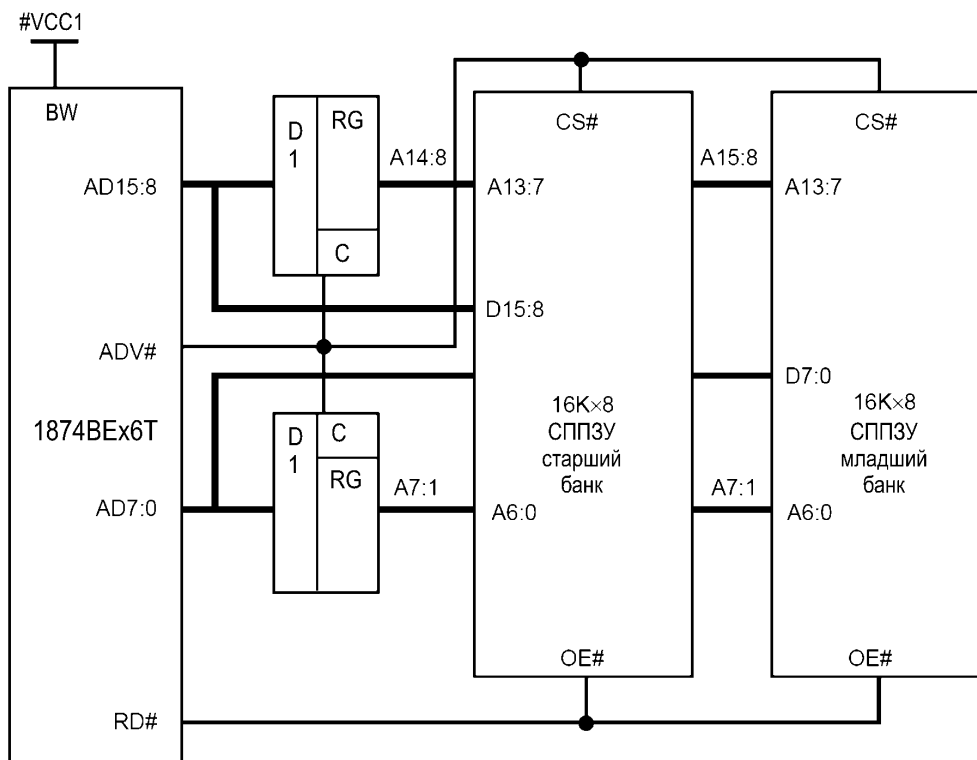 #VCC1
BW
AD15:8
ADV#
1874ВЕх6Т
AD7:0
RD#
D
1
RG
C
A14:8
D
1
C
RG
A7:1
CS#
A13:7
D15:8
16K×8
СППЗУ
старший
банк
A6:0
OE#
A15:8
A7:1
CS#
A13:7
D7:0
16K×8
СППЗУ
младший
банк
A6:0
OE#